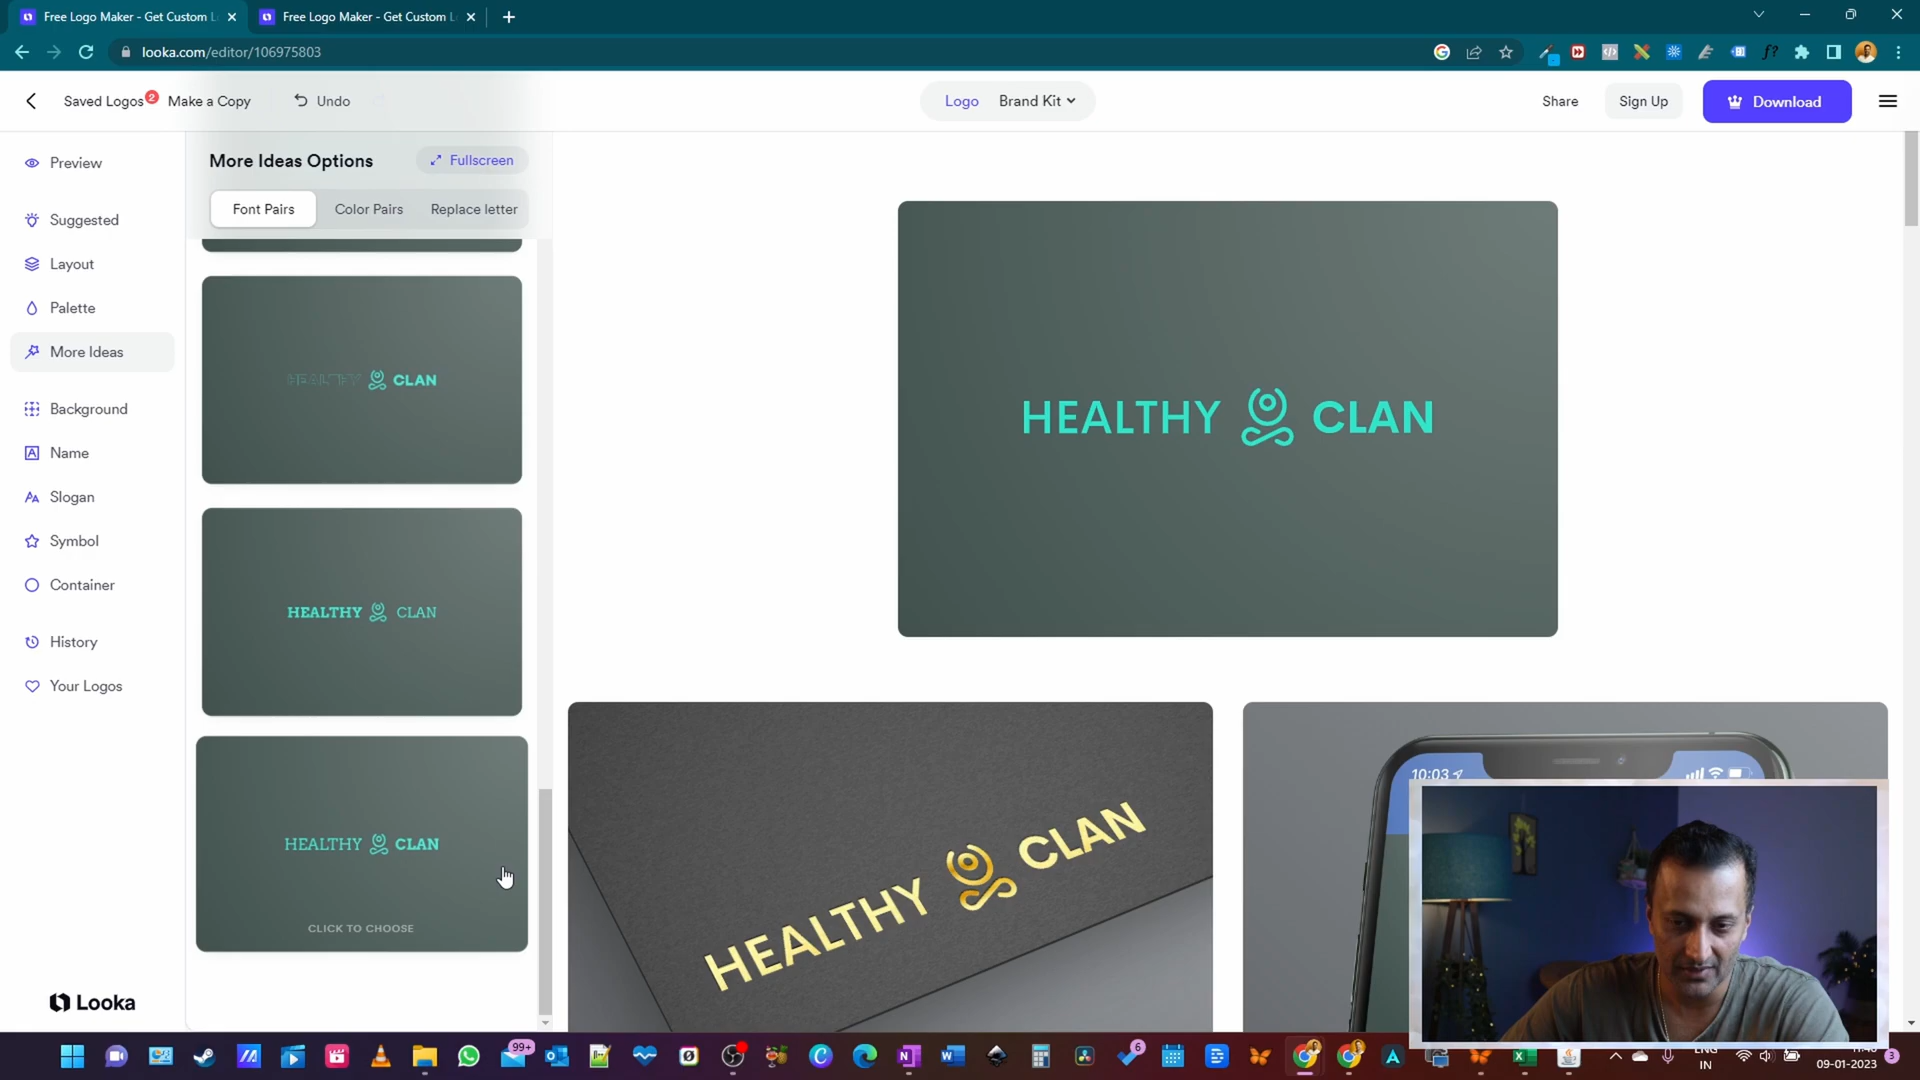 Free Logo Maker - Get Custom L
Free Logo Maker - Get Custom L
looka.com/editor/106975803
Saved Logos 2
Make a Copy
Undo
Logo
Brand Kit
Share
Sign Up
Download
Preview
Suggested
Layout
Palette
More Ideas
Background
Name
Slogan
Symbol
Container
History
Your Logos
Looka
More Ideas Options
Fullscreen
Font Pairs
Color Pairs
Replace letter
HEALTHY CLAN
HEALTHY CLAN
HEALTHY CLAN
CLICK TO CHOOSE
HEALTHY CLAN
HEALTHY CLAN
10:03
99+
6
ENG
IN
09-01-2023
3